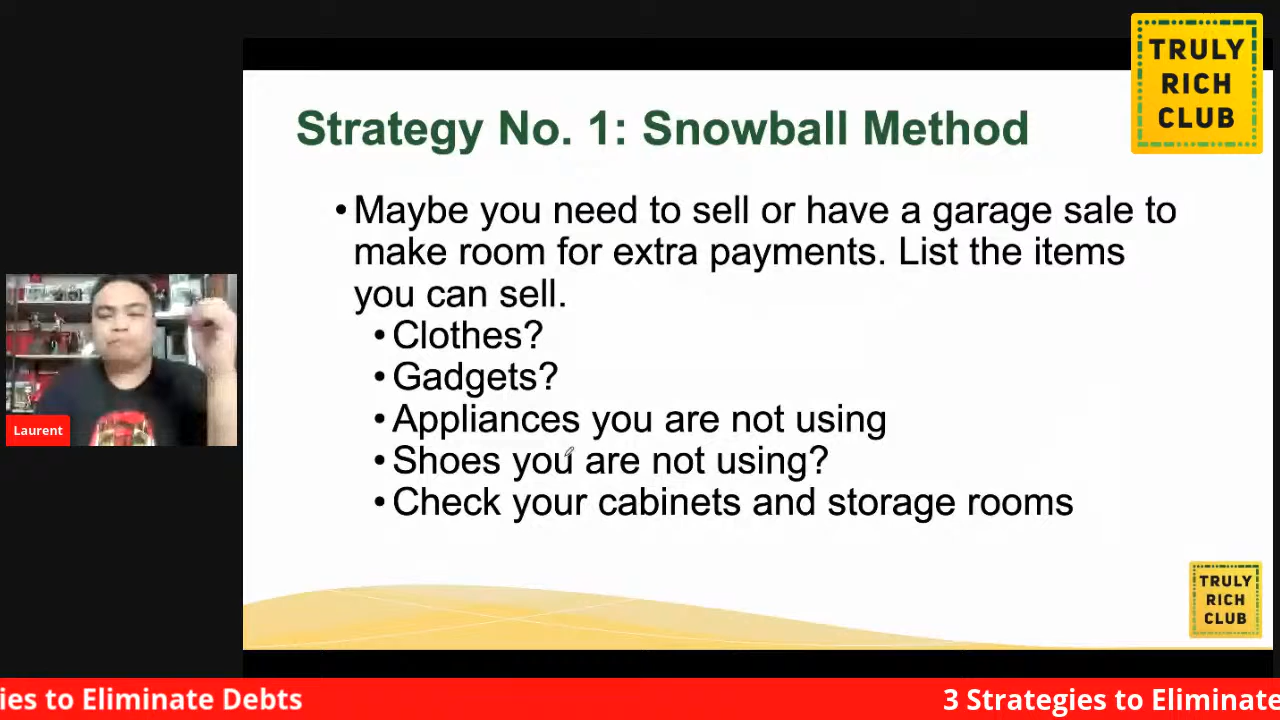 TRULY
RICH
CLUB
Strategy No. 1: Snowball Method
•Maybe you need to sell or have a garage sale to
make room for extra payments. List the items
you can sell.
•Clothes?
•Gadgets?
•Appliances you are not using
•Shoes you are not using?
•Check your cabinets and storage rooms
Laurent
TRULY
RICH
CLUB
ies to Eliminate Debts
3 Strategies to Eliminate